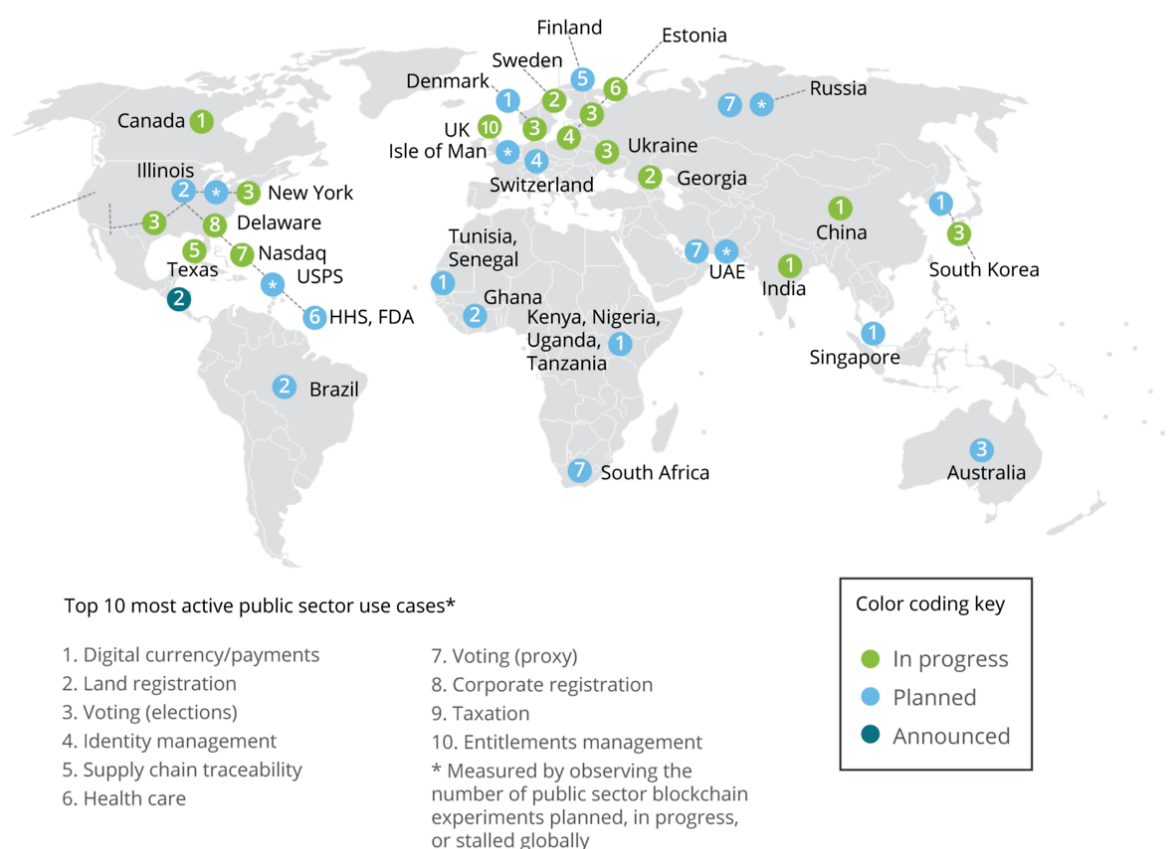 Finland
Estonia
Sweden
5
6
Denmark
Russia
1
2
7
*
3
Canada
1
UK
10
3
4
Ukraine
Isle of Man
*
3
4
Illinois
Switzerland
2
Georgia
2
*
3
New York
1
1
3
8
Delaware
China
3
Tunisia,
Senegal
5
7
Nasdaq
7
*
UAE
1
India
South Korea
Texas
USPS
*
1
2
Ghana
2
6
HHS, FDA
Kenya, Nigeria,
Uganda,
Tanzania
1
1
Singapore
2
Brazil
3
Australia
7
South Africa
Top 10 most active public sector use cases*
1. Digital currency/payments
2. Land registration
3. Voting (elections)
4. Identity management
5. Supply chain traceability
6. Health care
7. Voting (proxy)
8. Corporate registration
9. Taxation
10. Entitlements management
* Measured by observing the
number of public sector blockchain
experiments planned, in progress,
or stalled globally
Color coding key
In progress
Planned
Announced